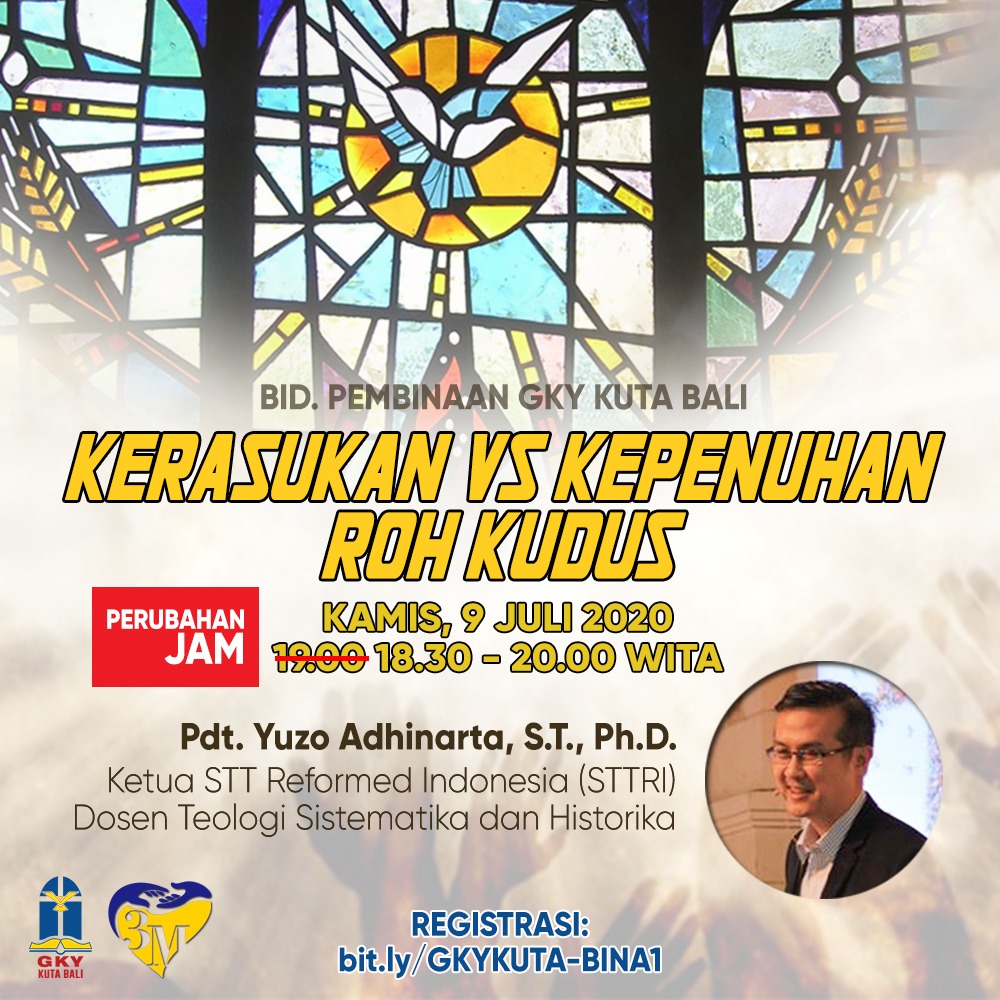 BID. PEMBINAAN GKY KUTA BALI
KERASUKAN VS KEPENUHAN
ROH KUDUS
PERUBAHAN
JAM
KAMIS, 9 JULI 2020
19.00 18.30 - 20.00 WITA
Pdt. Yuzo Adhinarta, S.T., Ph.D.
Ketua STT Reformed Indonesia (STTRI)
Dosen Teologi Sistematika dan Historika
GKY
KUTA BALI
3M
REGISTRASI:
bit.ly/GKYKUTA-BINA1